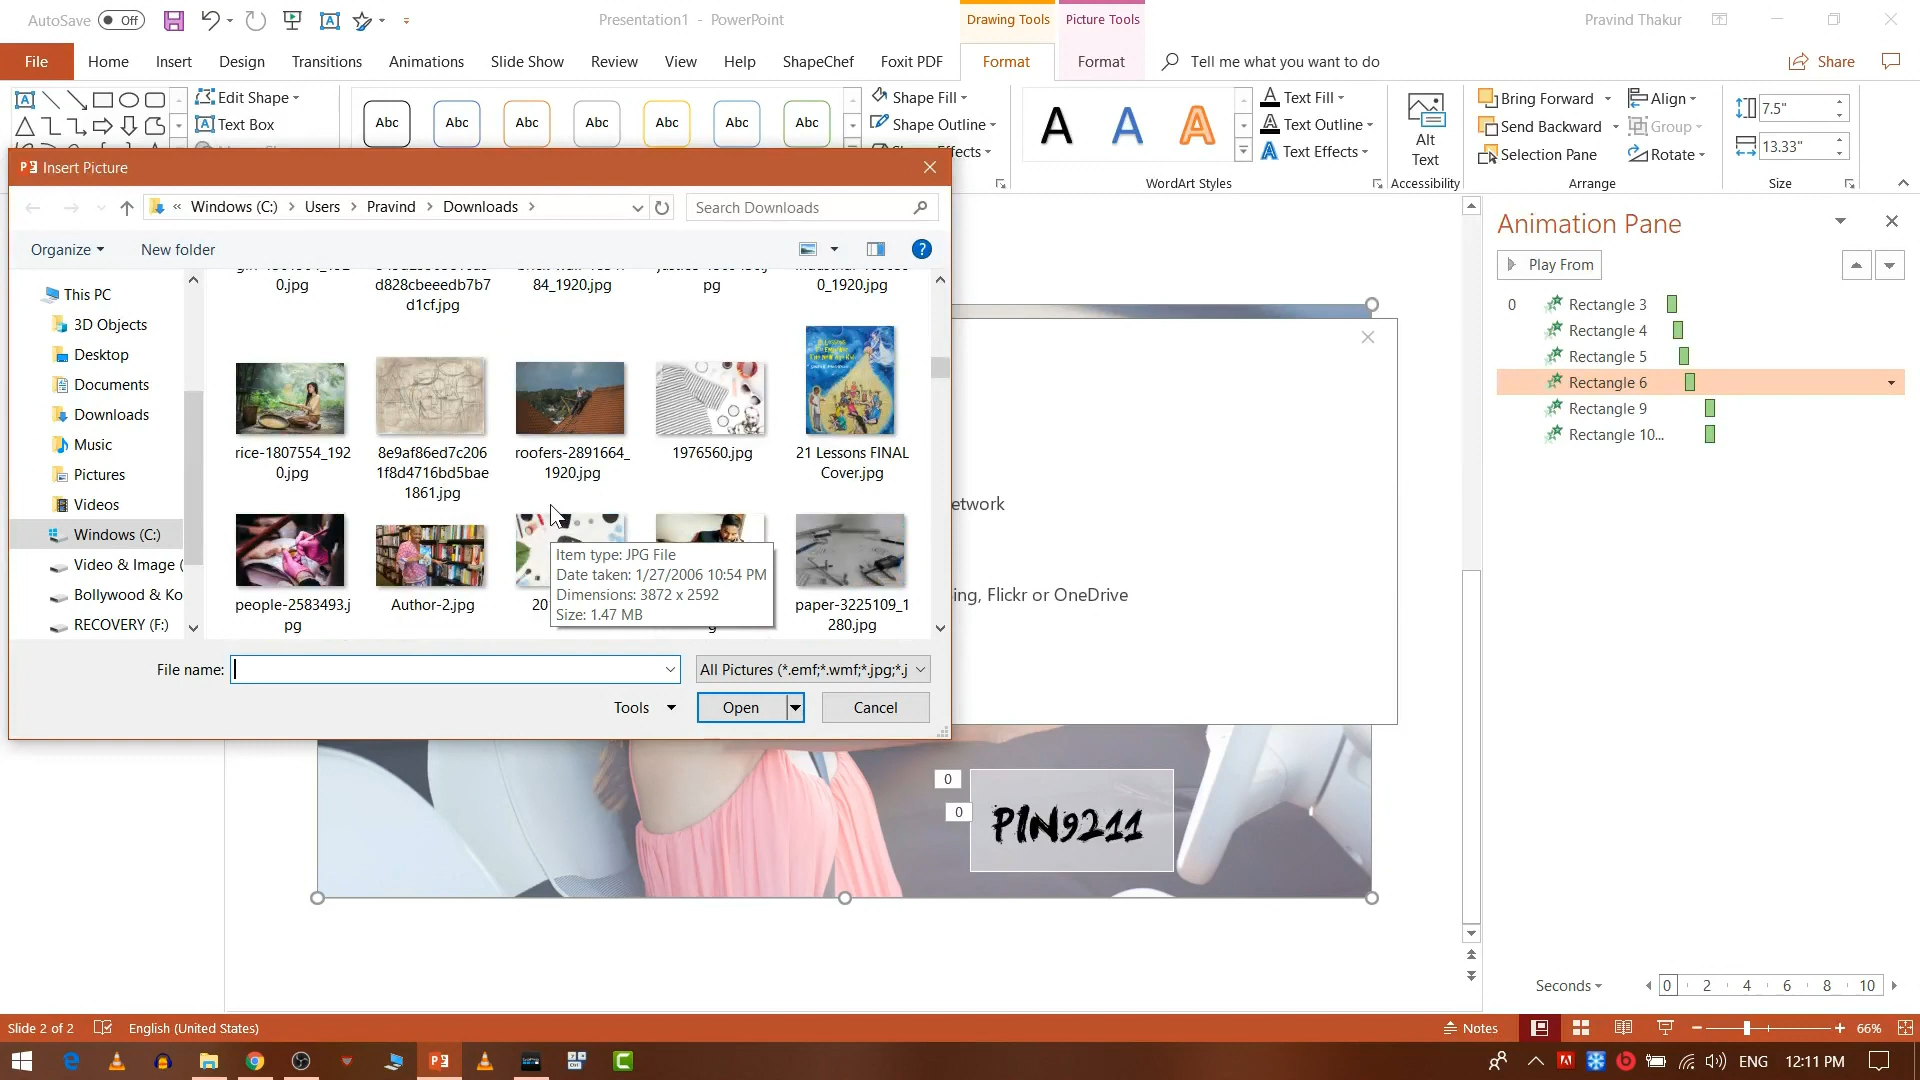 AutoSave Off
Presentation1 - PowerPoint
Drawing Tools
Picture Tools
Pravind Thakur
File
Home
Insert
Design
Transitions
Animations
Slide Show
Review
View
Help
ShapeChef
Foxit PDF
Format
Format
Tell me what you want to do
Share
Edit Shape
Text Box
Abc Abc Abc Abc Abc Abc Abc
Shape Fill
Shape Outline
A A A
Text Fill
Text Outline
Text Effects
WordArt Styles
Alt
Text
Accessibility
Bring Forward
Send Backward
Selection Pane
Align
Group
Rotate
Arrange
7.5"
13.33"
Size
Insert Picture
« Windows (C:) > Users > Pravind > Downloads >
Search Downloads
Organize
New folder
This PC
3D Objects
Desktop
Documents
Downloads
Music
Pictures
Videos
Windows (C:)
Video & Image (
Bollywood & Ko
RECOVERY (F:)
0.jpg
d828cbeeedb7b7
d1cf.jpg
84_1920.jpg
pg
0_1920.jpg
rice-1807554_192
0.jpg
8e9af86ed7c206
1f8d4716bd5bae
1861.jpg
roofers-2891664_
1920.jpg
1976560.jpg
21 Lessons FINAL
Cover.jpg
people-2583493.j
pg
Author-2.jpg
20
paper-3225109_1
280.jpg
Item type: JPG File
Date taken: 1/27/2006 10:54 PM
Dimensions: 3872 x 2592
Size: 1.47 MB
File name:
All Pictures (*.emf;*.wmf;*.jpg;*.j
Tools
Open
Cancel
etwork
ing, Flickr or OneDrive
0
0
PIN9211
Animation Pane
Play From
0 Rectangle 3
Rectangle 4
Rectangle 5
Rectangle 6
Rectangle 9
Rectangle 10...
Seconds
0 2 4 6 8 10
Slide 2 of 2
English (United States)
Notes
66%
ENG
12:11 PM